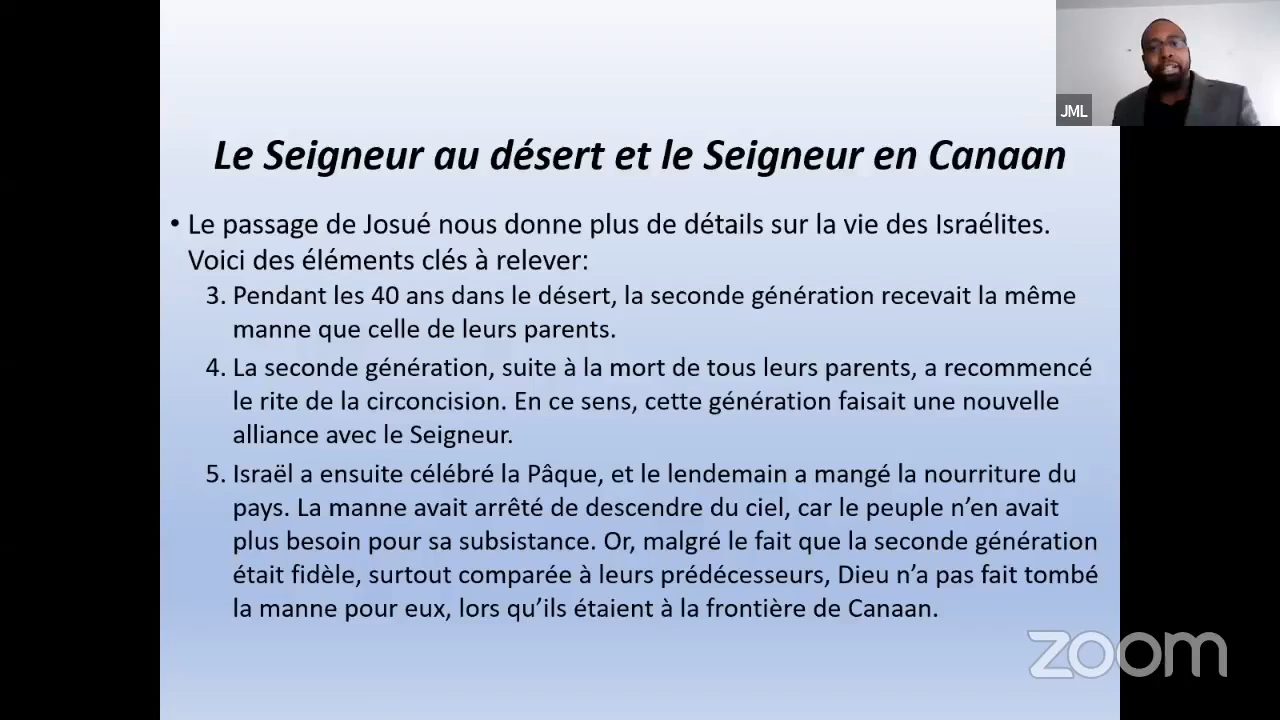 JML
Le Seigneur au désert et le Seigneur en Canaan
• Le passage de Josué nous donne plus de détails sur la vie des Israélites.
Voici des éléments clés à relever:
3. Pendant les 40 ans dans le désert, la seconde génération recevait la même
manne que celle de leurs parents.
4. La seconde génération, suite à la mort de tous leurs parents, a recommencé
le rite de la circoncision. En ce sens, cette génération faisait une nouvelle
alliance avec le Seigneur.
5. Israël a ensuite célébré la Pâque, et le lendemain a mangé la nourriture du
pays. La manne avait arrêté de descendre du ciel, car le peuple n’en avait
plus besoin pour sa subsistance. Or, malgré le fait que la seconde génération
était fidèle, surtout comparée à leurs prédécesseurs, Dieu n’a pas fait tombé
la manne pour eux, lors qu’ils étaient à la frontière de Canaan.
zoom